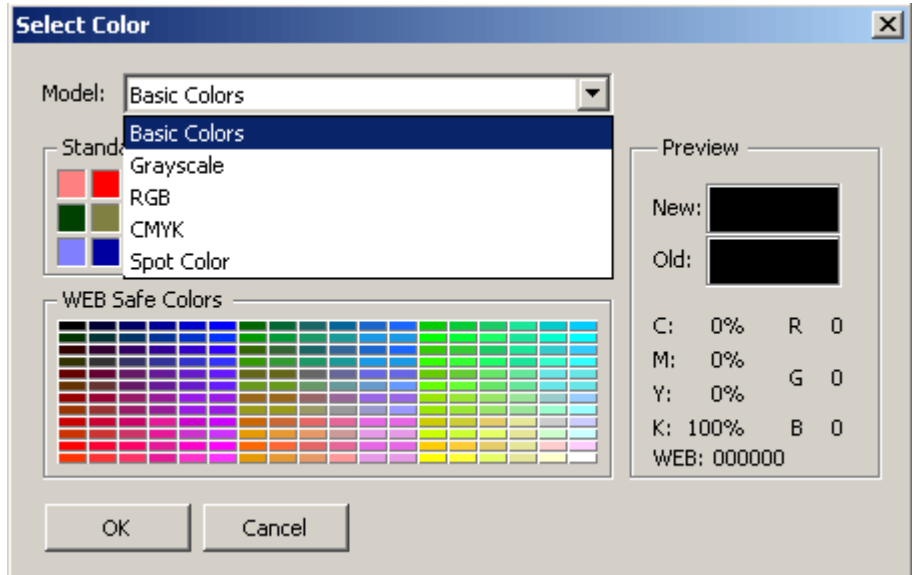 Select Color
Model: Basic Colors
Basic Colors
Grayscale
RGB
CMYK
Spot Color
Standa
Preview
New:
Old:
WEB Safe Colors
C: 0% R 0
M: 0%
G 0
Y: 0%
K: 100% B 0
WEB: 000000
OK Cancel